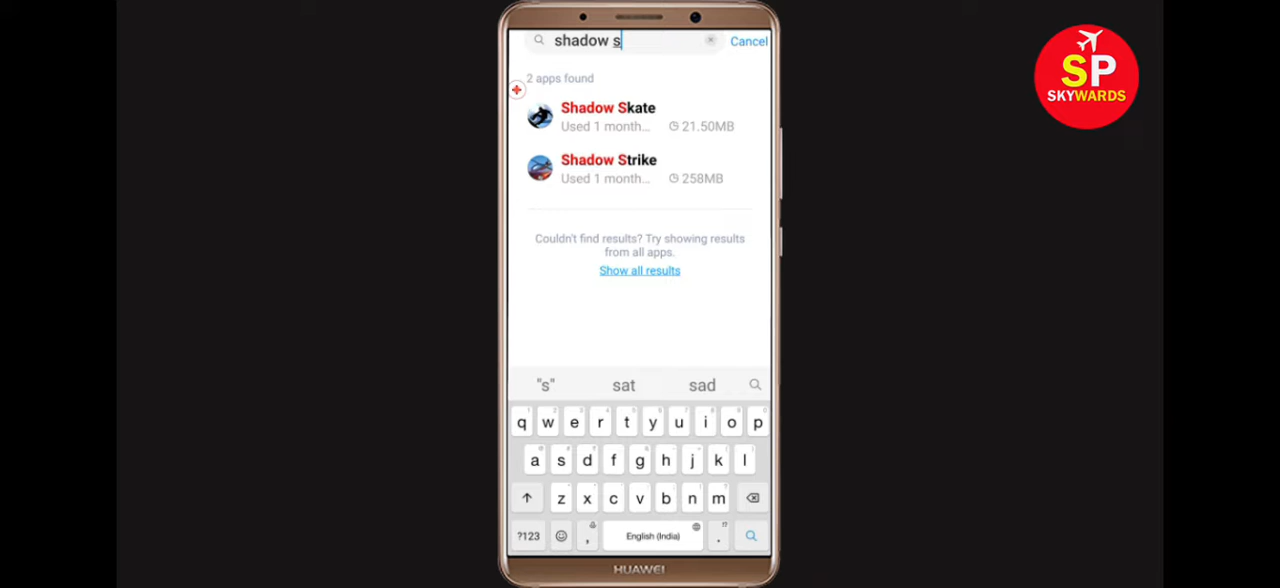 shadow s
Cancel
SP
SKYWARDS
2 apps found
Shadow Skate
Used 1 month... 21.50MB
Shadow Strike
Used 1 month... 258MB
Couldn't find results? Try showing results
from all apps.
Show all results
"s" sat sad
q w e r t y u i o p
a s d f g h j k l
z x c v b n m
?123 , English (India) .
HUAWEI